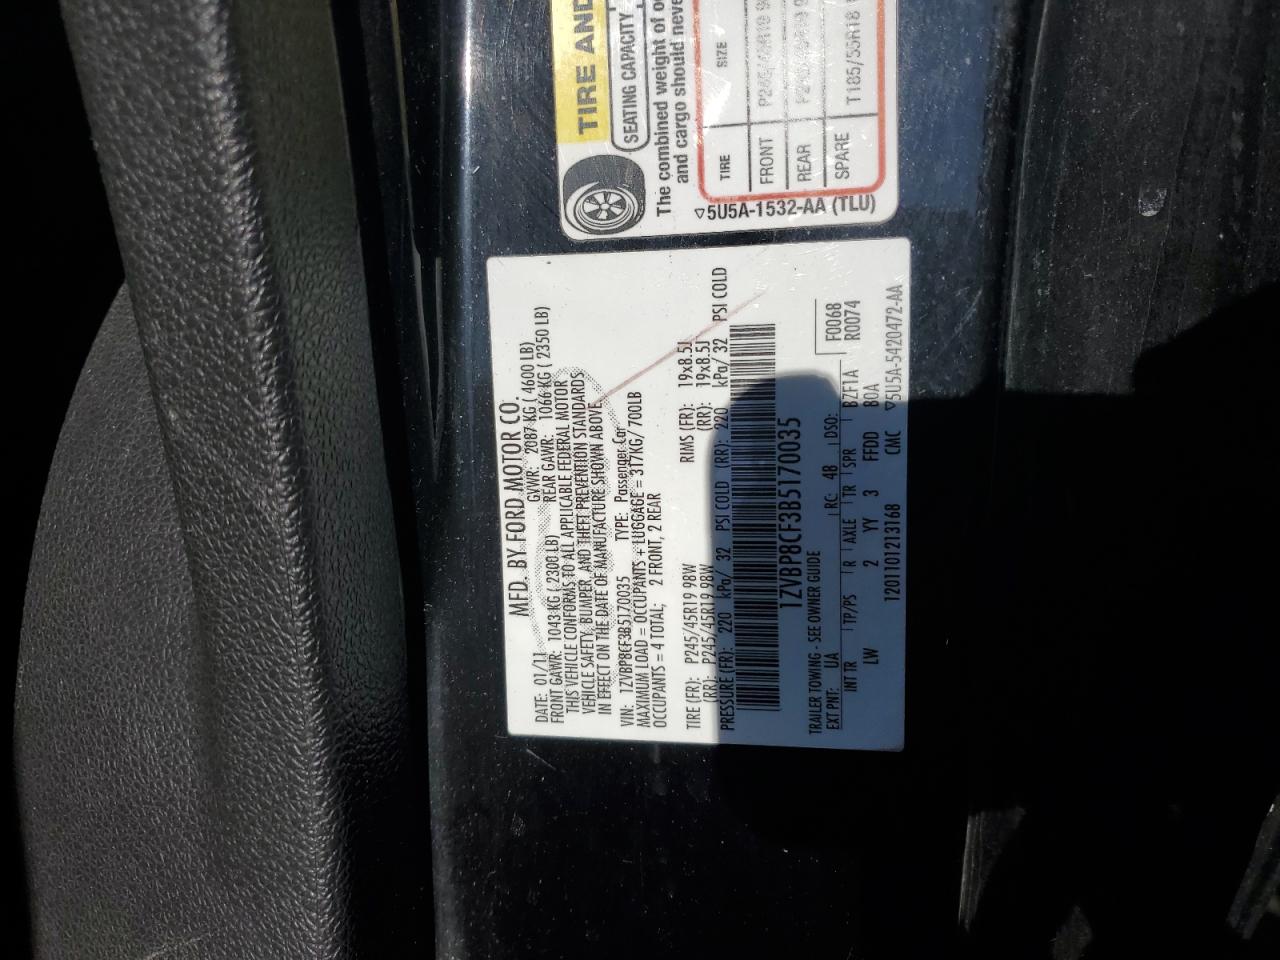 MFD. BY FORD MOTOR CO.
DATE: 01/11 GVWR: 2087 KG ( 4600 LB)
FRONT GAWR: 1043 KG ( 2300 LB) REAR GAWR: 1066 KG ( 2350 LB)
THIS VEHICLE CONFORMS TO ALL APPLICABLE FEDERAL MOTOR
VEHICLE SAFETY, BUMPER, AND THEFT PREVENTION STANDARDS
IN EFFECT ON THE DATE OF MANUFACTURE SHOWN ABOVE.
VIN: 1ZVBP8CF3B5170035 TYPE: Passenger Car
MAXIMUM LOAD = OCCUPANTS + LUGGAGE = 317KG/ 700LB
OCCUPANTS = 4 TOTAL; 2 FRONT, 2 REAR
TIRE (FR): P245/45R19 98W RIMS (FR): 19x8.5J
(RR): P245/45R19 98W (RR): 19x8.5J
PRESSURE (FR): 220 kPa/ 32 PSI COLD (RR): 220 kPa/ 32 PSI COLD
1ZVBP8CF3B5170035
TRAILER TOWING - SEE OWNER GUIDE
EXT PNT: UA RC: 4B DSO: F0068
INT TR TP/PS R AXLE TR SPR BZF1A R0074
LW 2 YY 3 FFDD 80A
12011012131​68 CMC ▽5U5A-5420472-AA
TIRE AND
SEATING CAPACITY
The combined weight of o
and cargo should neve
TIRE SIZE
FRONT P245/45R19
REAR
SPARE T185/55R18
▽5U5A-1532-AA (TLU)